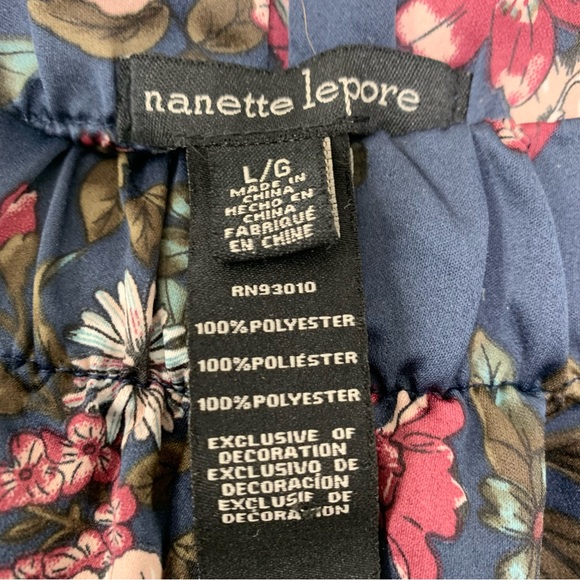 nanette lepore
L/G
MADE IN
CHINA
HECHO EN
CHINA
FABRIQUÉ
EN CHINE
RN93010
100%POLYESTER
100%POLIÉSTER
100%POLYESTER
EXCLUSIVE OF
DECORATION
EXCLUSIVO DE
DECORACIÓN
EXCLUSIF DE
DECORATION